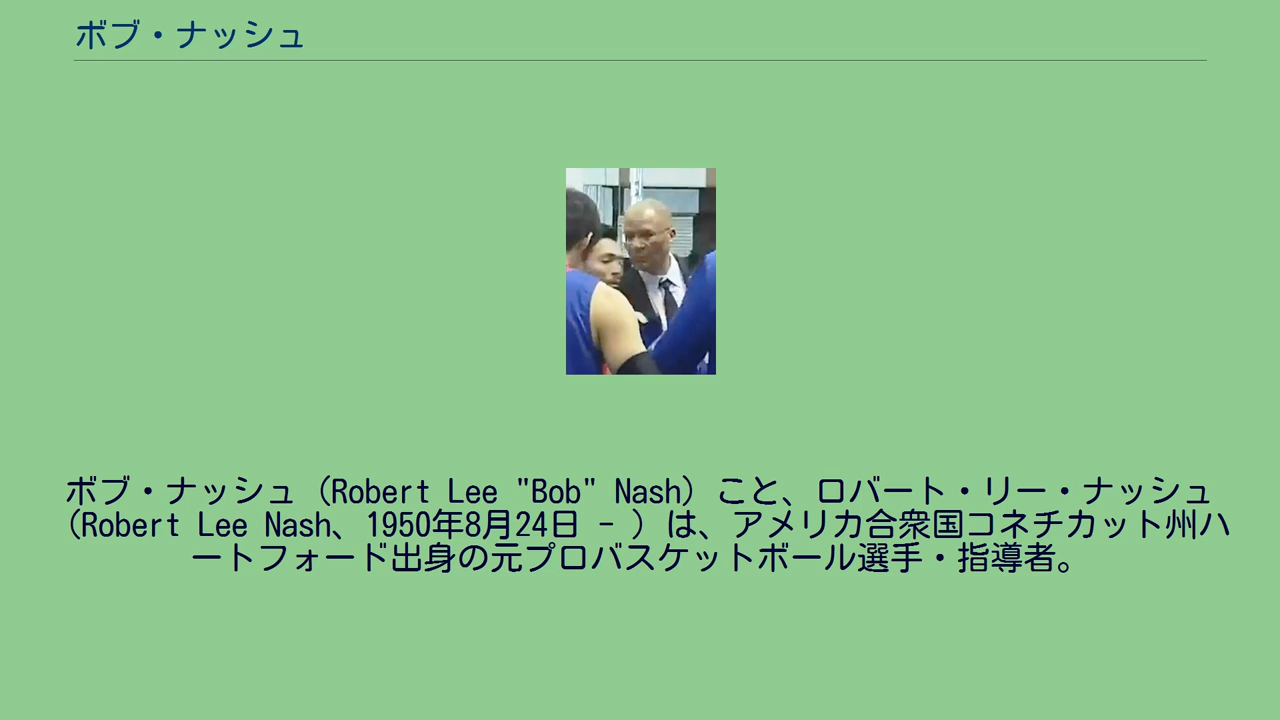 ボブ・ナッシュ
ボブ・ナッシュ（Robert Lee "Bob" Nash）こと、ロバート・リー・ナッシュ
（Robert Lee Nash、1950年8月24日 - ）は、アメリカ合衆国コネチカット州ハ
ートフォード出身の元プロバスケットボール選手・指導者。